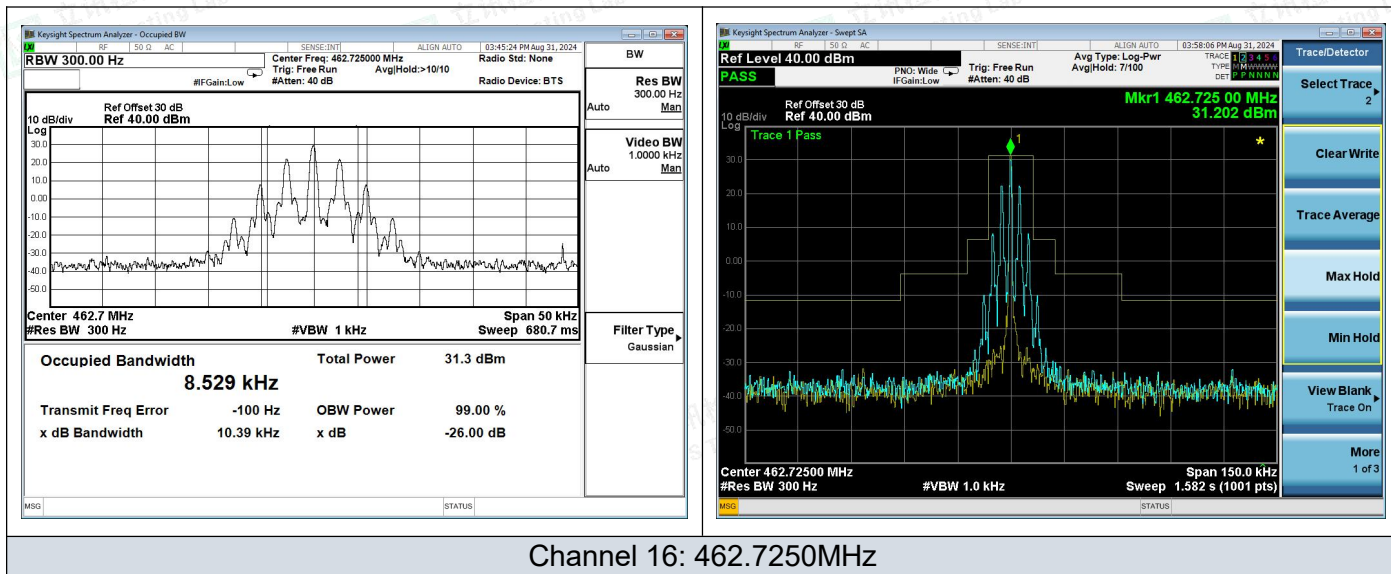 Keysight Spectrum Analyzer - Occupied BW
LXI RF 50 Ω AC SENSE:INT ALIGN AUTO 03:45:24 PM Aug 31, 2024
RBW 300.00 Hz
Center Freq: 462.725000 MHz
Radio Std: None
Trig: Free Run Avg|Hold:>10/10
#IFGain:Low
#Atten: 40 dB
Radio Device: BTS
Ref Offset 30 dB
10 dB/div Ref 40.00 dBm
Log
30.0
20.0
10.0
0.00
-10.0
-20.0
-30.0
-40.0
-50.0
Center 462.7 MHz Span 50 kHz
#Res BW 300 Hz #VBW 1 kHz Sweep 680.7 ms
Occupied Bandwidth Total Power 31.3 dBm
8.529 kHz
Transmit Freq Error -100 Hz OBW Power 99.00 %
x dB Bandwidth 10.39 kHz x dB -26.00 dB
MSG STATUS
BW
Res BW
300.00 Hz
Auto Man
Video BW
1.0000 kHz
Auto Man
Filter Type
Gaussian
Keysight Spectrum Analyzer - Swept SA
LXI RF 50 Ω AC SENSE:INT ALIGN AUTO 03:58:06 PM Aug 31, 2024
Ref Level 40.00 dBm
PASS
PNO: Wide
IFGain:Low
Trig: Free Run
#Atten: 40 dB
Avg Type: Log-Pwr
Avg|Hold: 7/100
TRACE 1 2 3 4 5 6
TYPE M M W W W W
DET P P N N N N
Mkr1 462.725 00 MHz
31.202 dBm
Ref Offset 30 dB
10 dB/div Ref 40.00 dBm
Log
Trace 1 Pass
1
30.0
20.0
10.0
0.00
-10.0
-20.0
-30.0
-40.0
-50.0
Center 462.72500 MHz Span 150.0 kHz
#Res BW 300 Hz #VBW 1.0 kHz Sweep 1.582 s (1001 pts)
MSG STATUS
Trace/Detector
Select Trace
2
Clear Write
Trace Average
Max Hold
Min Hold
View Blank
Trace On
More
1 of 3
Channel 16: 462.7250MHz